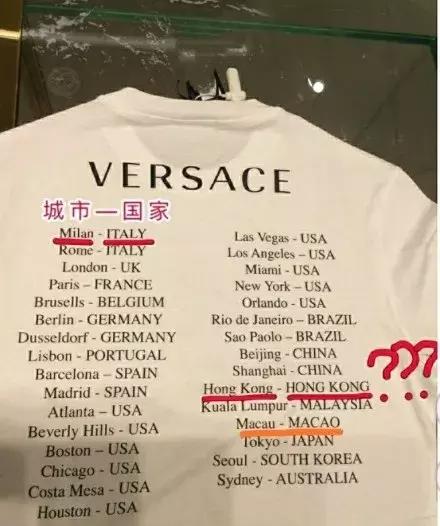 VERSACE
城市—国家
Milan - ITALY
Rome - ITALY
London - UK
Paris – FRANCE
Brusells - BELGIUM
Berlin - GERMANY
Dusseldorf - GERMANY
Lisbon - PORTUGAL
Barcelona – SPAIN
Madrid - SPAIN
Atlanta – USA
Beverly Hills - USA
Boston – USA
Chicago - USA
Costa Mesa - USA
Houston - USA
Las Vegas - USA
Los Angeles – USA
Miami - USA
New York – USA
Orlando - USA
Rio de Janeiro – BRAZIL
Sao Paolo – BRAZIL
Beijing - CHINA
Shanghai - CHINA
Hong Kong - HONG KONG
???
Kuala Lumpur - MALAYSIA
Macau - MACAO
Tokyo - JAPAN
Seoul - SOUTH KOREA
Sydney - AUSTRALIA